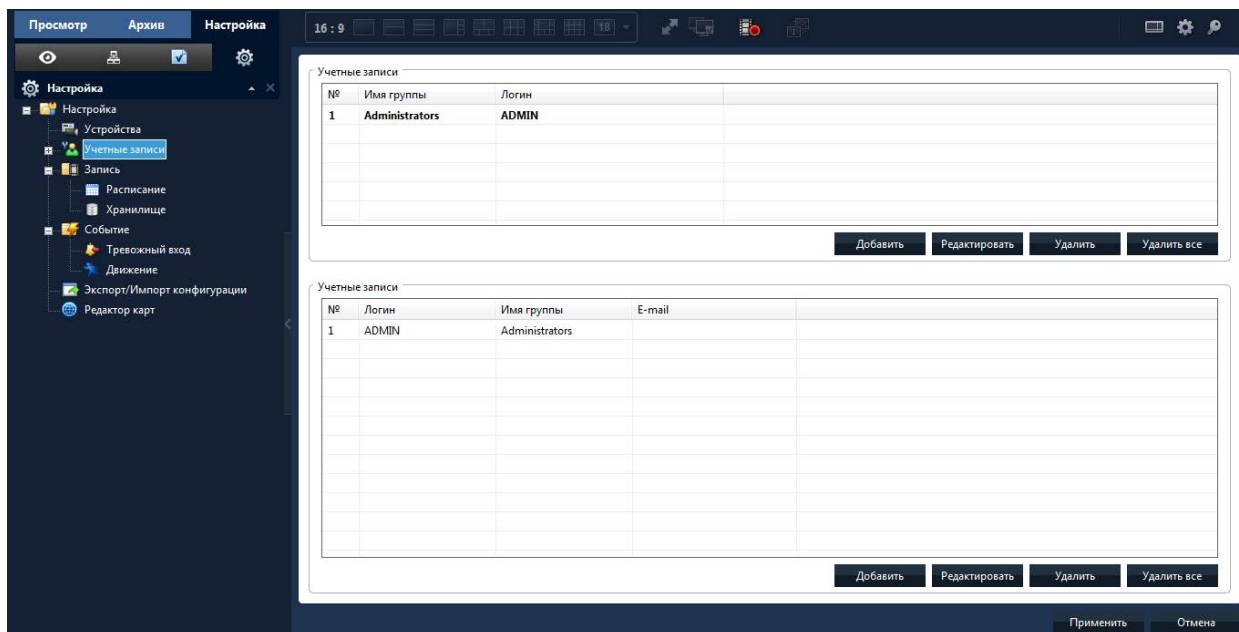 Просмотр Архив Настройка 16 : 9 18
Настройка
Настройка
Устройства
Учетные записи
Запись
Расписание
Хранилище
Событие
Тревожный вход
Движение
Экспорт/Импорт конфигурации
Редактор карт
Учетные записи
№ Имя группы Логин
1 Administrators ADMIN
Добавить Редактировать Удалить Удалить все
Учетные записи
№ Логин Имя группы E-mail
1 ADMIN Administrators
Добавить Редактировать Удалить Удалить все
Применить Отмена